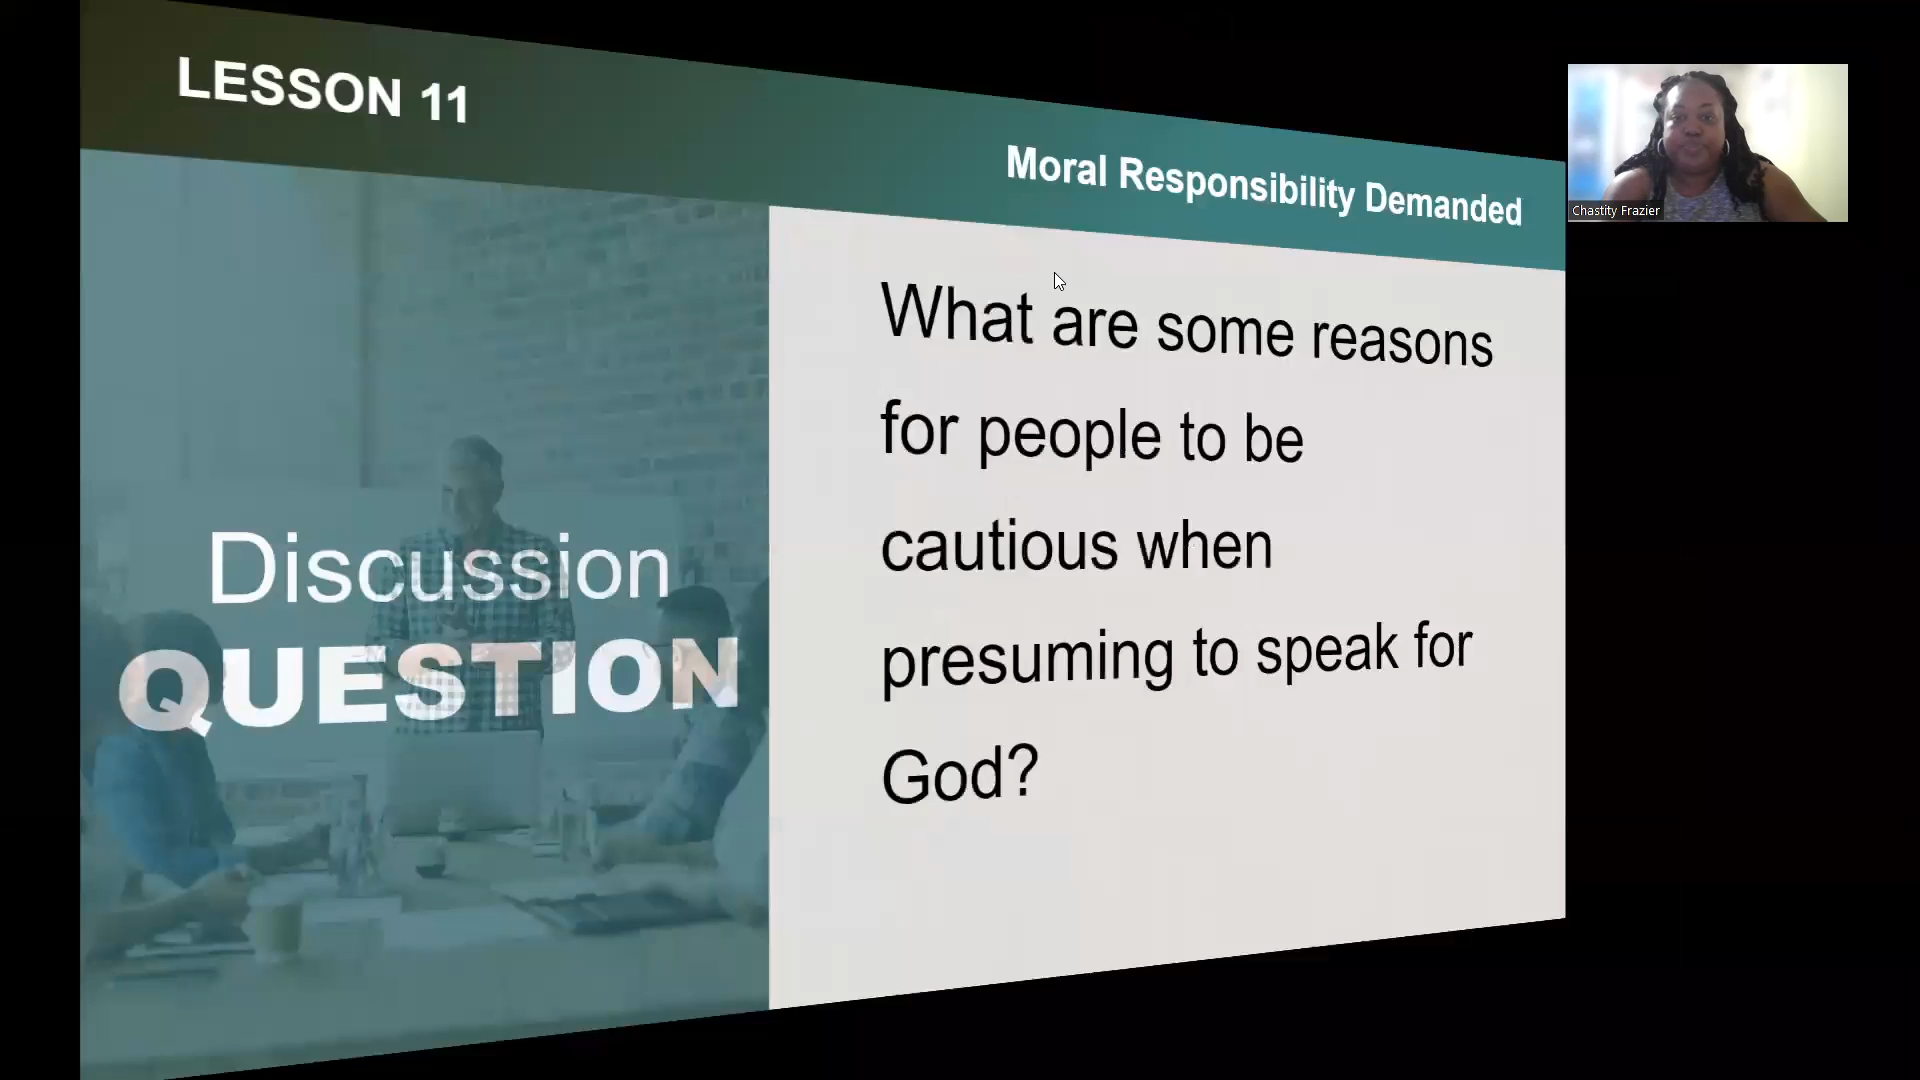 LESSON 11
Moral Responsibility Demanded
Discussion
QUESTION
What are some reasons
for people to be
cautious when
presuming to speak for
God?
Chastity Frazier